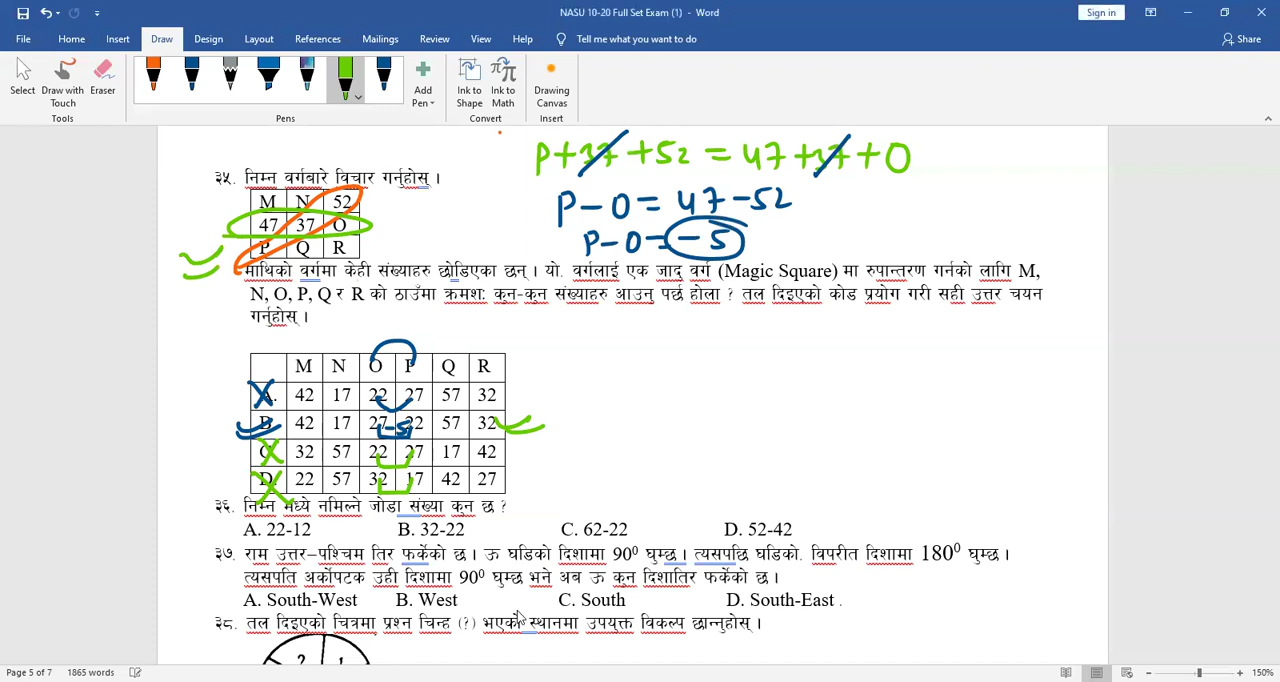 NASU 10-20 Full Set Exam (1) - Word
Sign in
File Home Insert Draw Design Layout References Mailings Review View Help Tell me what you want to do Share
Select Draw with Touch Eraser Add Pen Ink to Shape Ink to Math Drawing Canvas
Tools Pens Convert Insert
P+37+52 = 47+37+O
३५. निम्न वर्गबारे विचार गर्नुहोस् ।
P-O = 47-52
M N 52
47 37 O
P-O = -5
P Q R
माथिको वर्गमा केही संख्याहरु छोडिएका छन् । यो. वर्गलाई एक जादू वर्ग (Magic Square) मा रुपान्तरण गर्नको लागि M,
N, O, P, Q र R को ठाउँमा क्रमश: कुन-कुन संख्याहरु आउनु पर्छ होला ? तल दिइएको कोड प्रयोग गरी सही उत्तर चयन
गर्नुहोस् ।
M N O P Q R
A. 42 17 22 27 57 32
B. 42 17 27 22 57 32
-5
C. 32 57 22 27 17 42
D. 22 57 32 17 42 27
३६. निम्न मध्ये नमिल्ने जोडा संख्या कुन छ ?
A. 22-12 B. 32-22 C. 62-22 D. 52-42
३७. राम उत्तर-पश्चिम तिर फर्केको छ । ऊ घडिको दिशामा 90⁰ घुम्छ । त्यसपछि घडिको. विपरीत दिशामा 180⁰ घुम्छ ।
त्यसपति अर्कोपटक उही दिशामा 90⁰ घुम्छ भने अब ऊ कुन दिशातिर फर्केको छ ।
A. South-West B. West C. South D. South-East .
३८. तल दिइएको चित्रमा प्रश्न चिन्ह (?) भएको स्थानमा उपयुक्त विकल्प छान्नुहोस् ।
Page 5 of 7 1868 words 150%